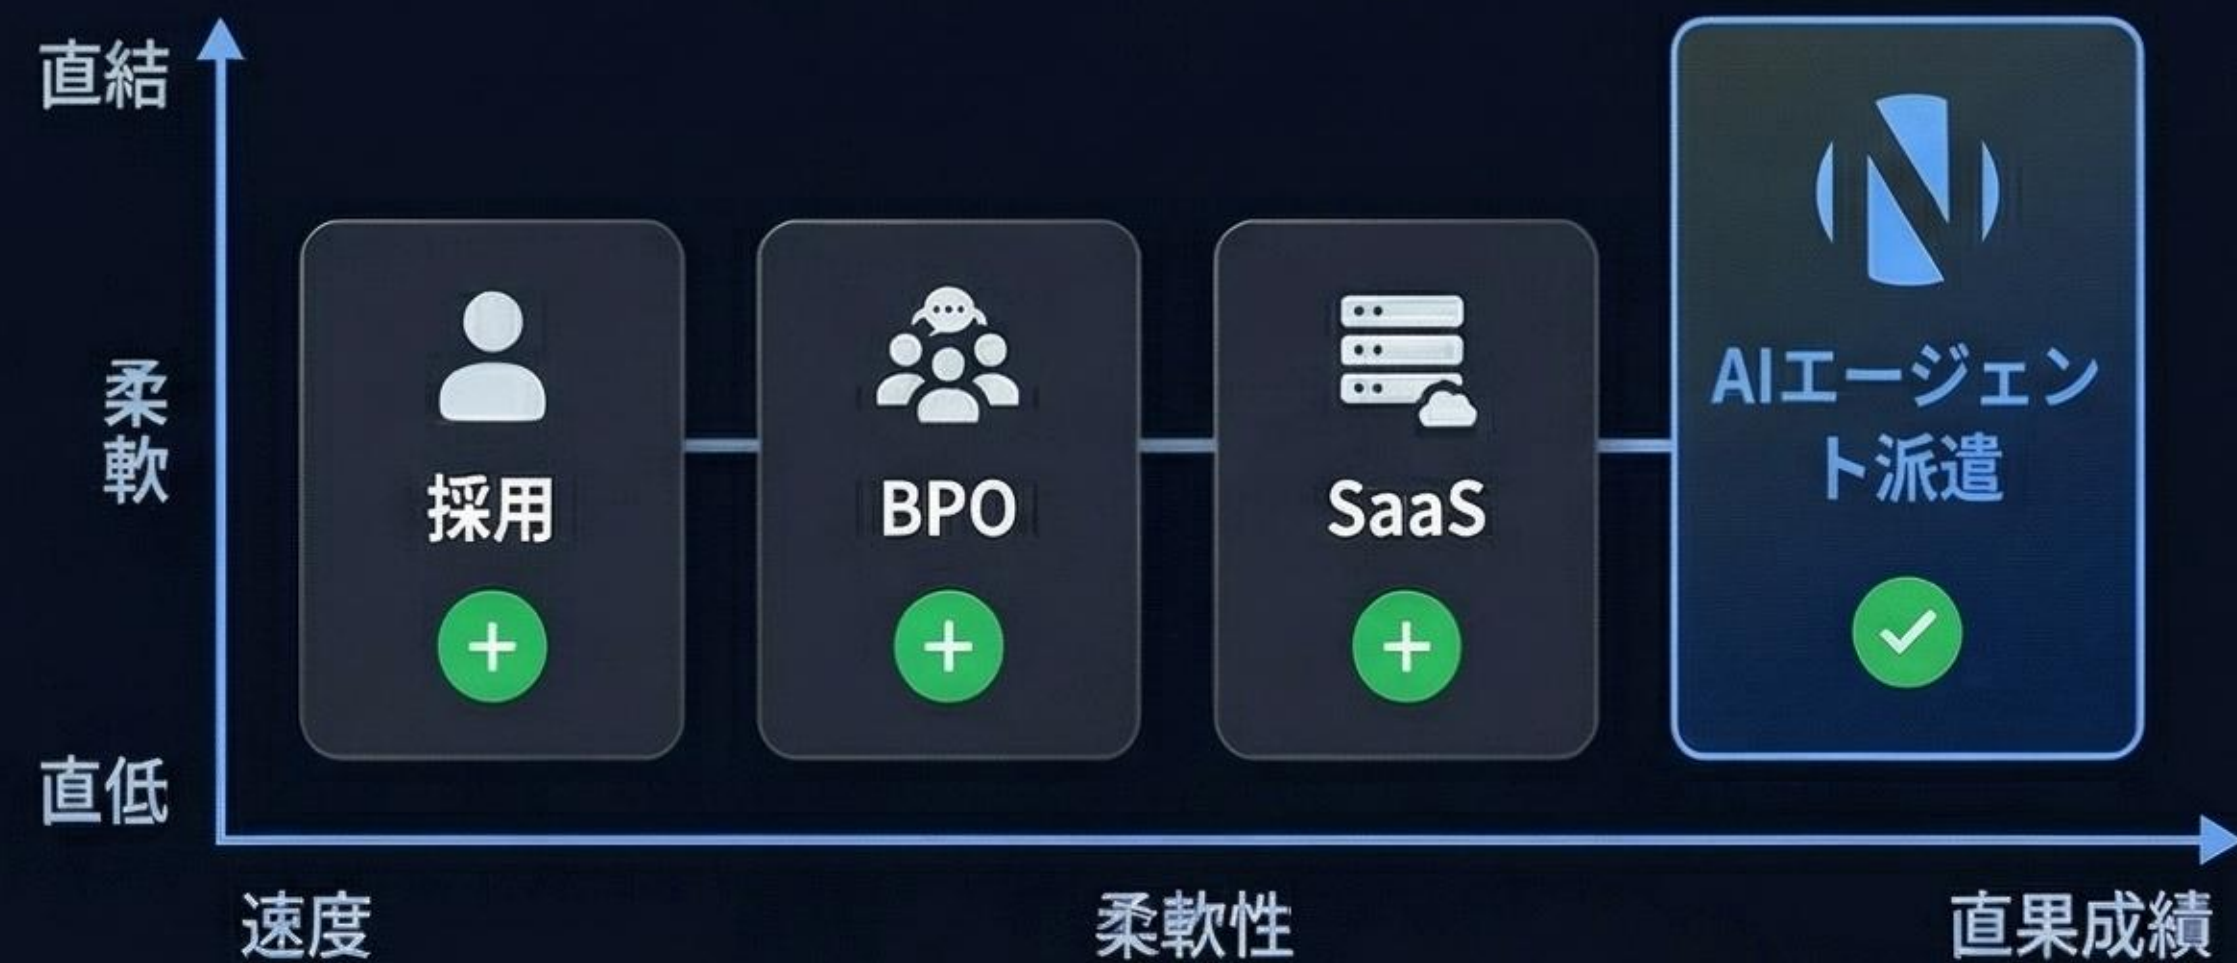 直結
柔軟
直低
採用
BPO
SaaS
AIエージェン
ト派遣
速度
柔軟性
直果成績